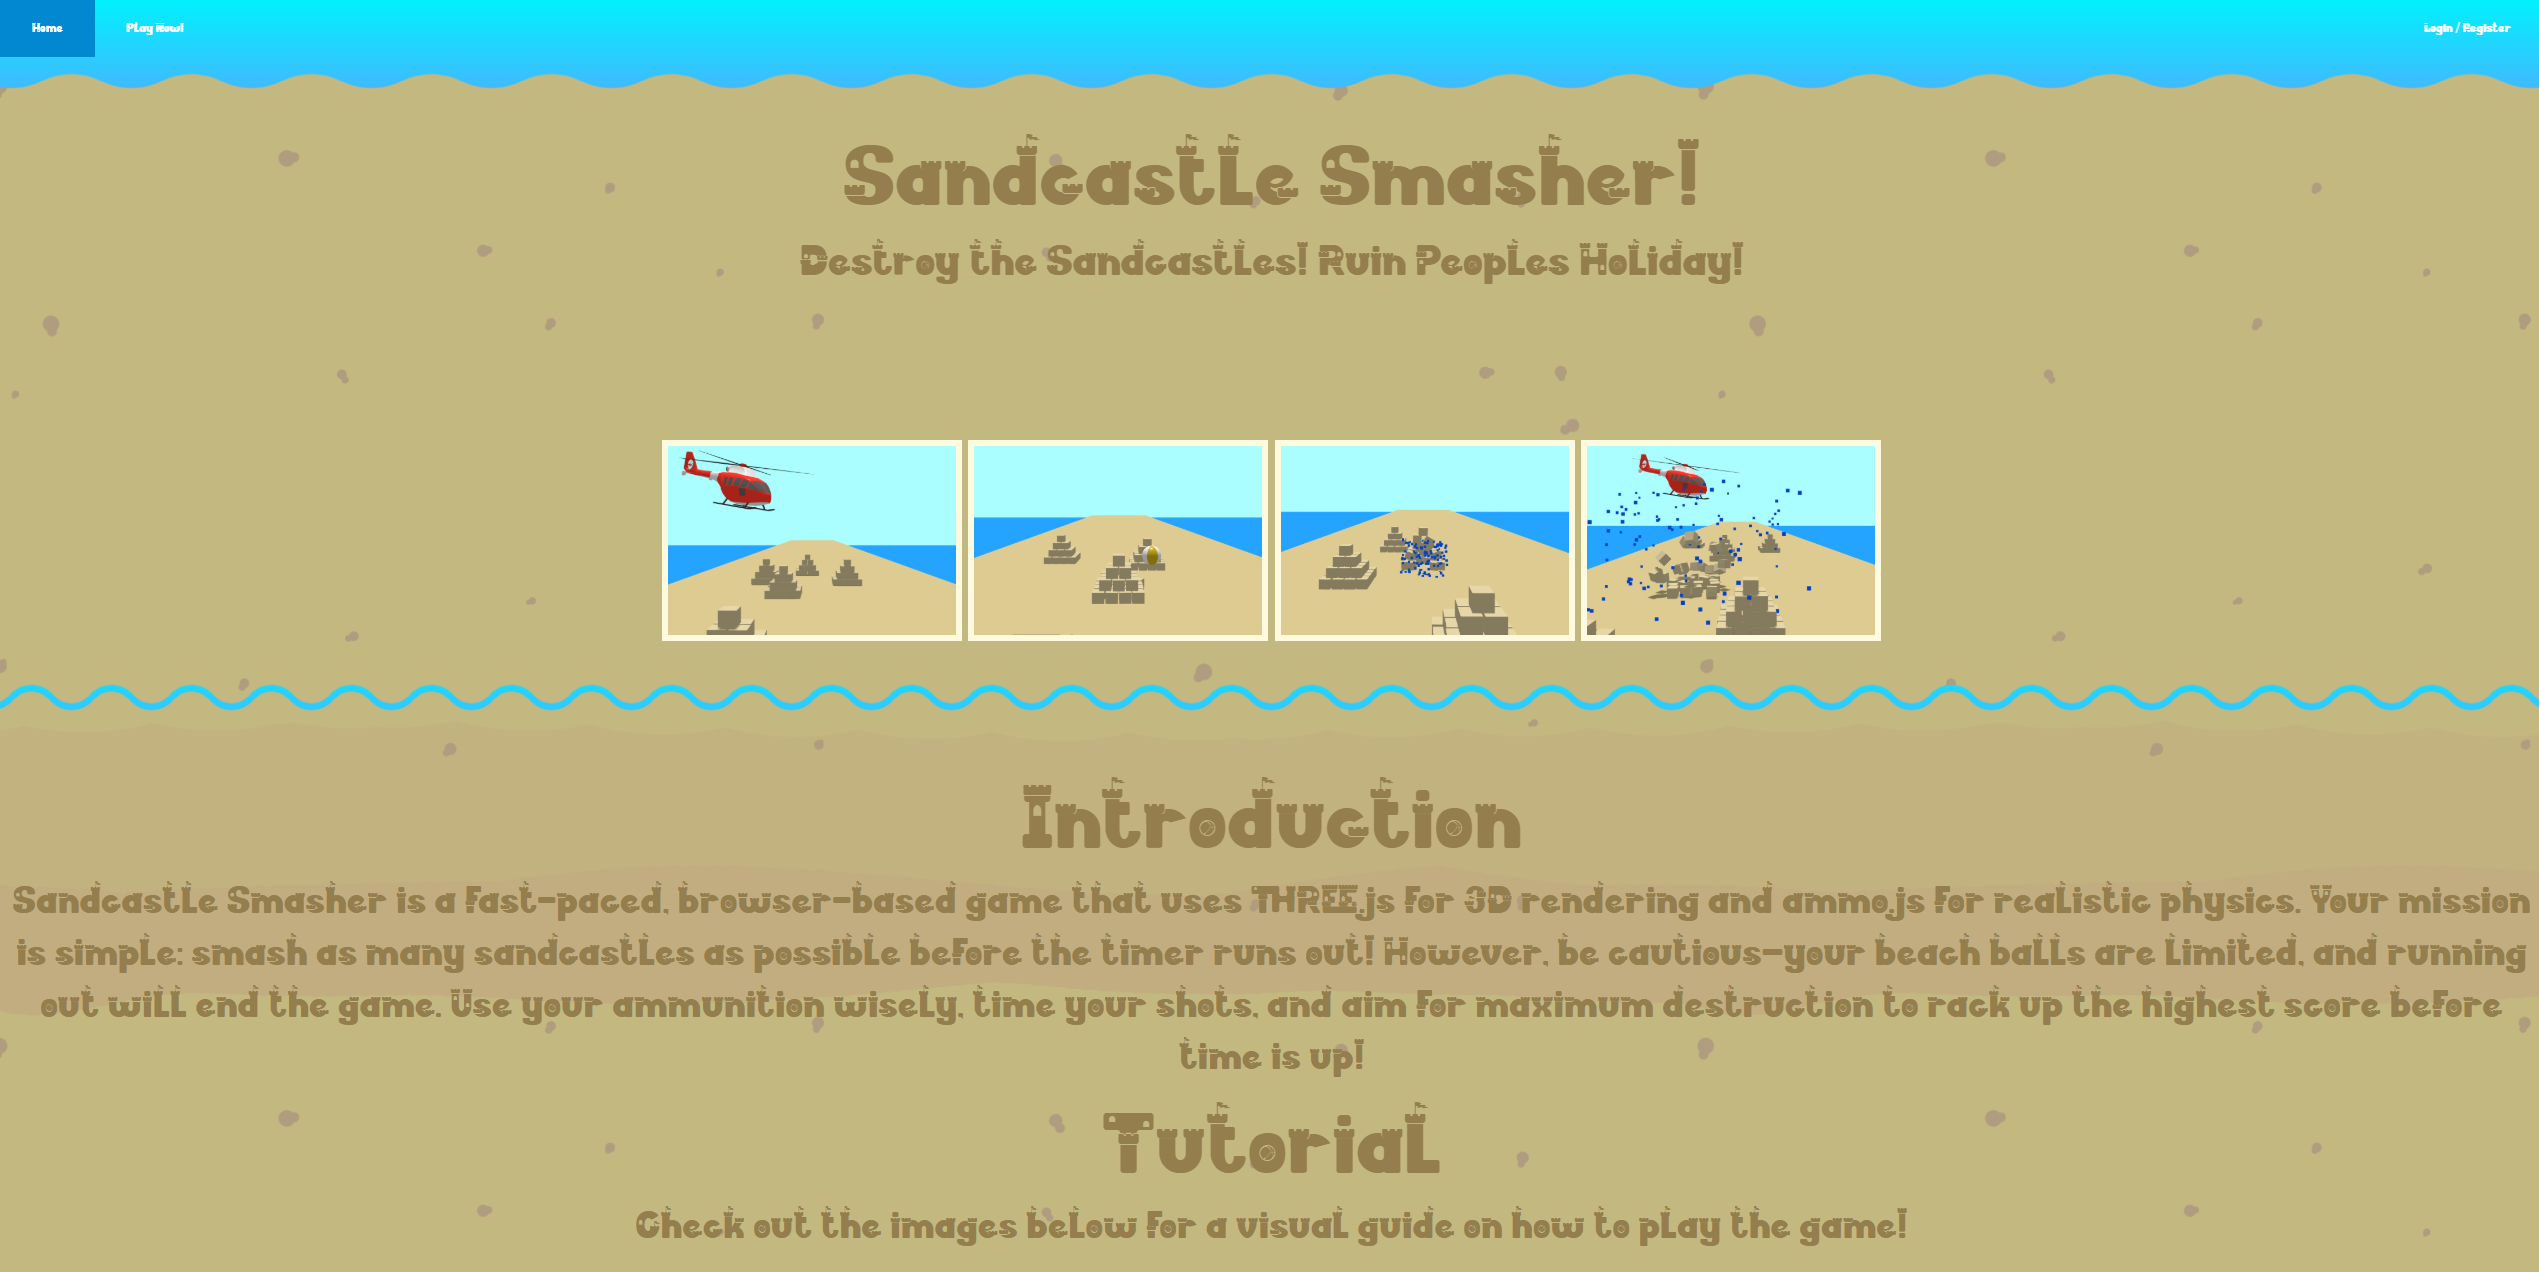 Home
Play Now!
Login / Register
Sandcastle Smasher!
Destroy the Sandcastles! Ruin Peoples Holiday!
Introduction
Sandcastle Smasher is a fast-paced, browser-based game that uses THREE.js for 3D rendering and ammo.js for realistic physics. Your mission
is simple: smash as many sandcastles as possible before the timer runs out! However, be cautious—your beach balls are limited, and running
out will end the game. Use your ammunition wisely, time your shots, and aim for maximum destruction to rack up the highest score before
time is up!
Tutorial
Check out the images below for a visual guide on how to play the game!